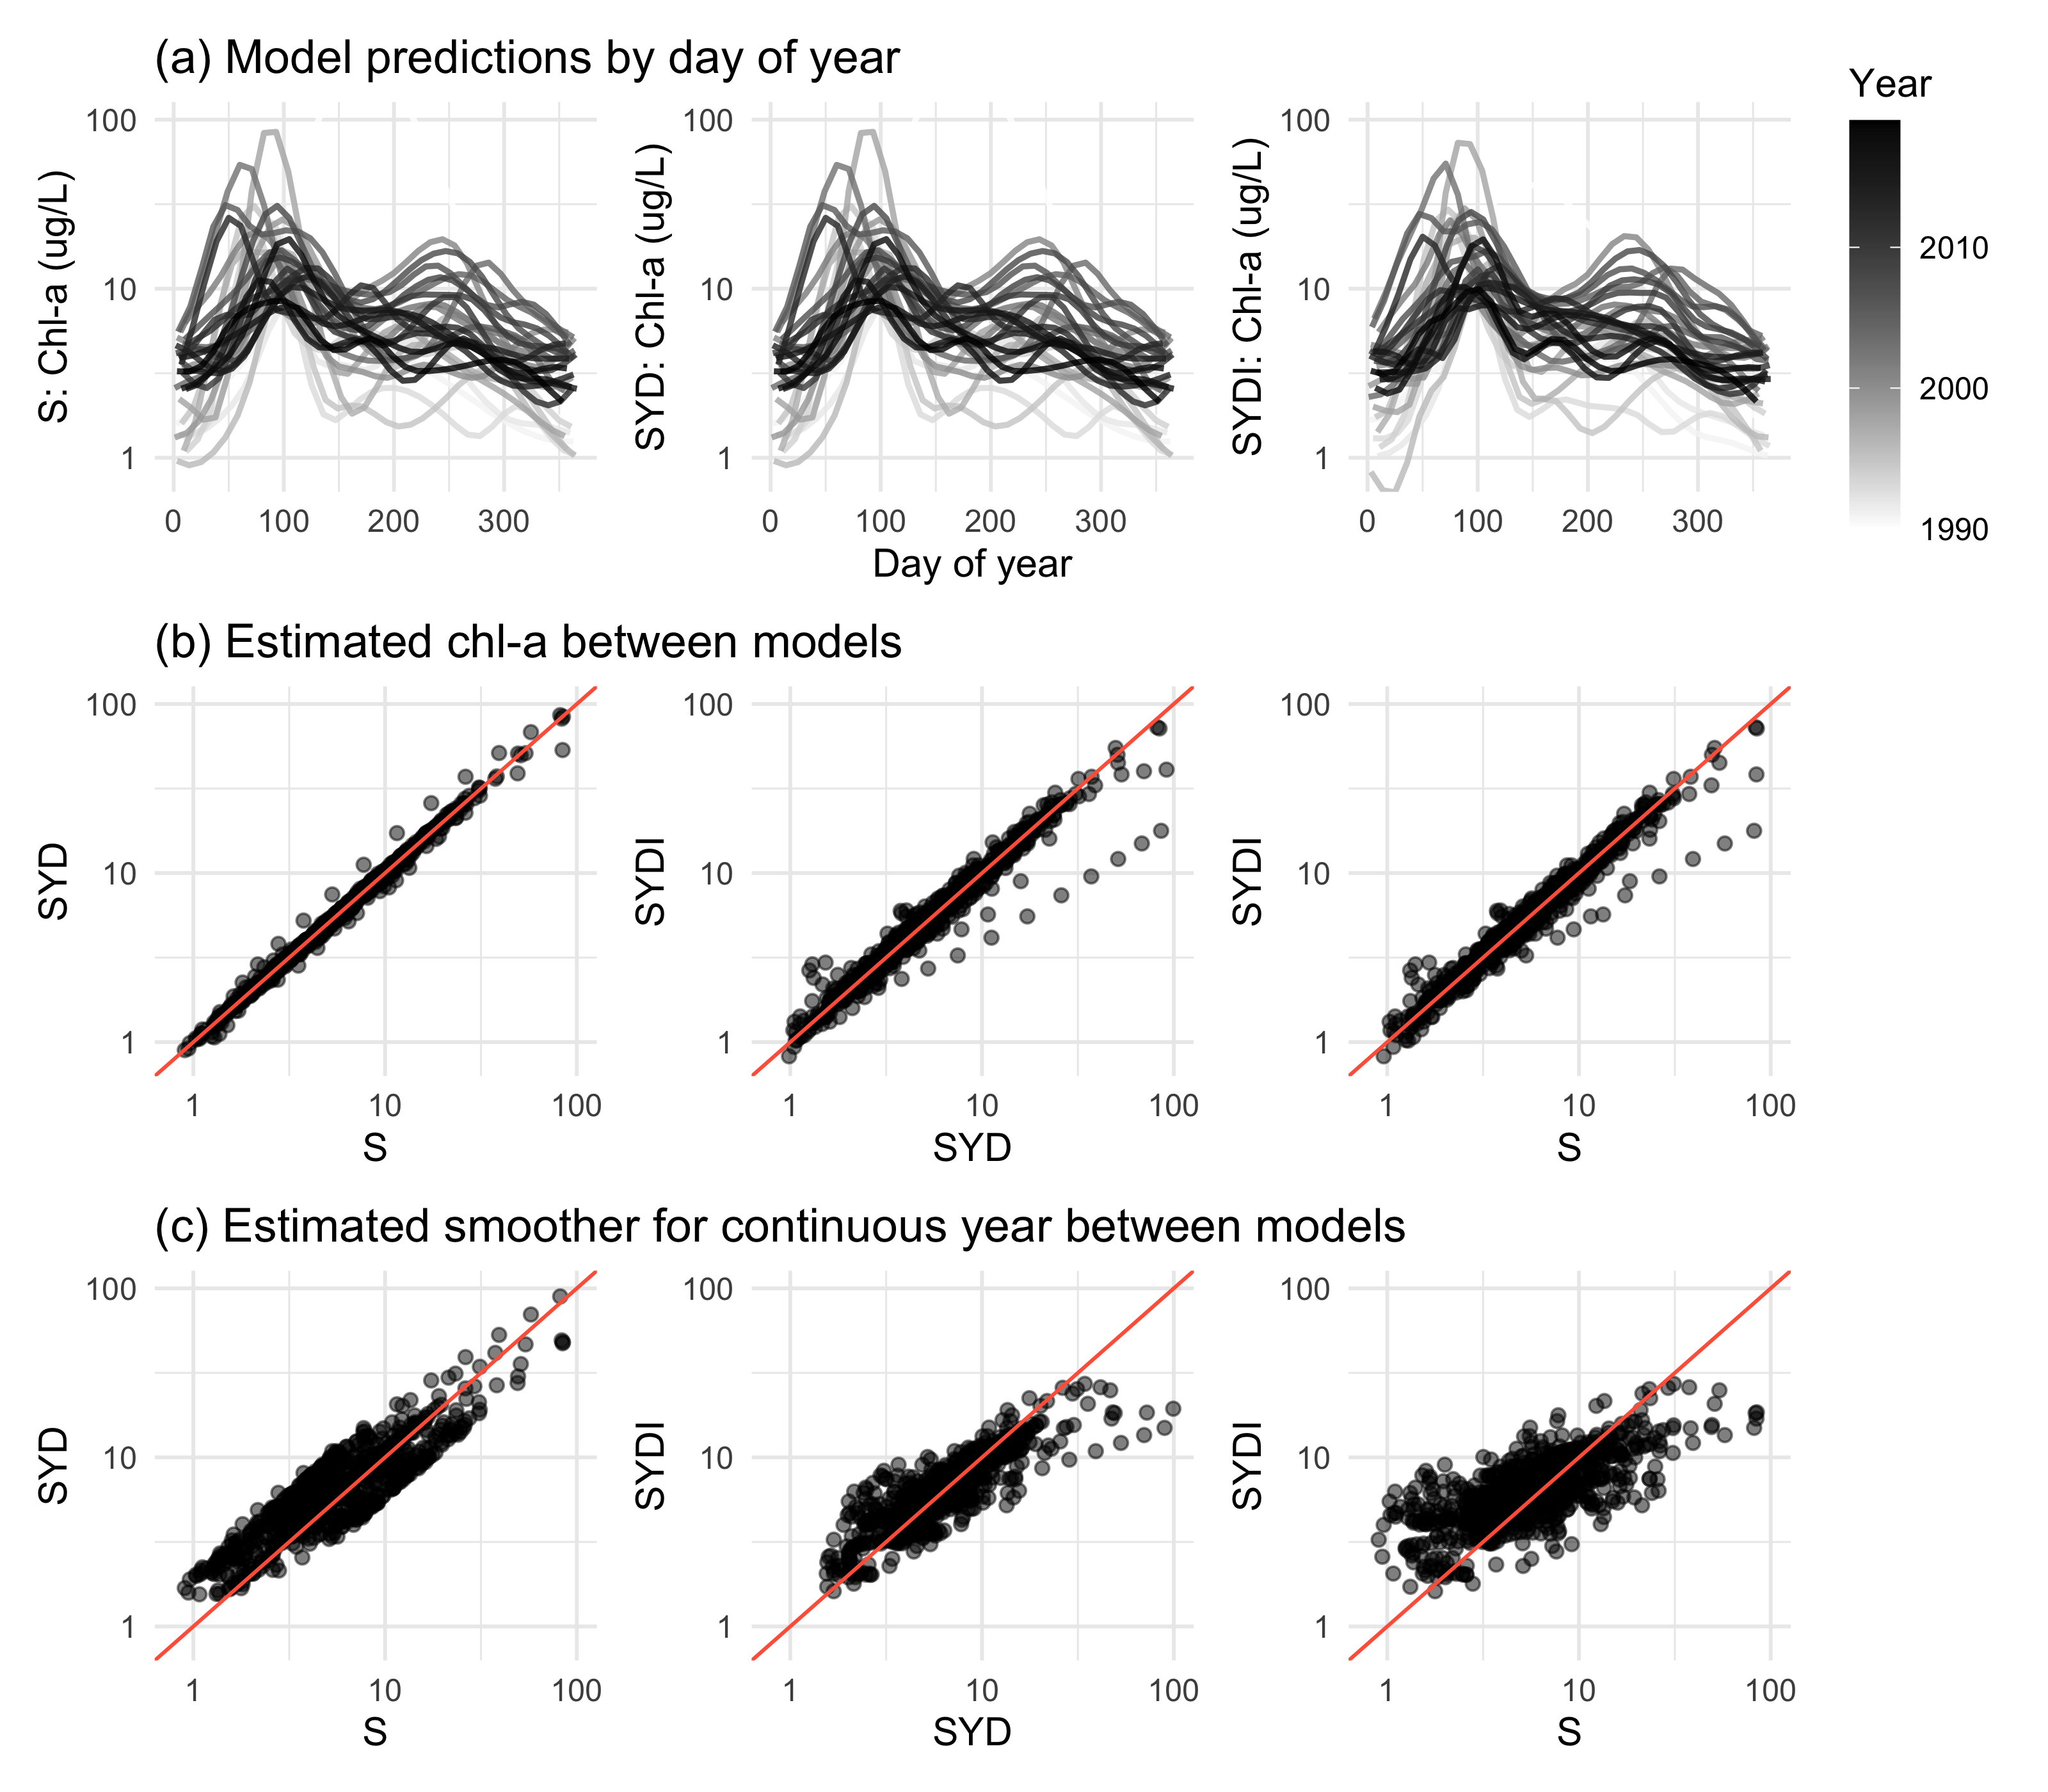 (a) Model predictions by day of year
Year
S: Chl-a (ug/L)
100
10
1
0 100 200 300
SYD: Chl-a (ug/L)
100
10
1
0 100 200 300
SYDI: Chl-a (ug/L)
100
10
1
0 100 200 300
2010
2000
1990
Day of year
(b) Estimated chl-a between models
SYD
100
10
1
1 10 100
S
SYDI
100
10
1
1 10 100
SYD
SYDI
100
10
1
1 10 100
S
(c) Estimated smoother for continuous year between models
SYD
100
10
1
1 10 100
S
SYDI
100
10
1
1 10 100
SYD
SYDI
100
10
1
1 10 100
S